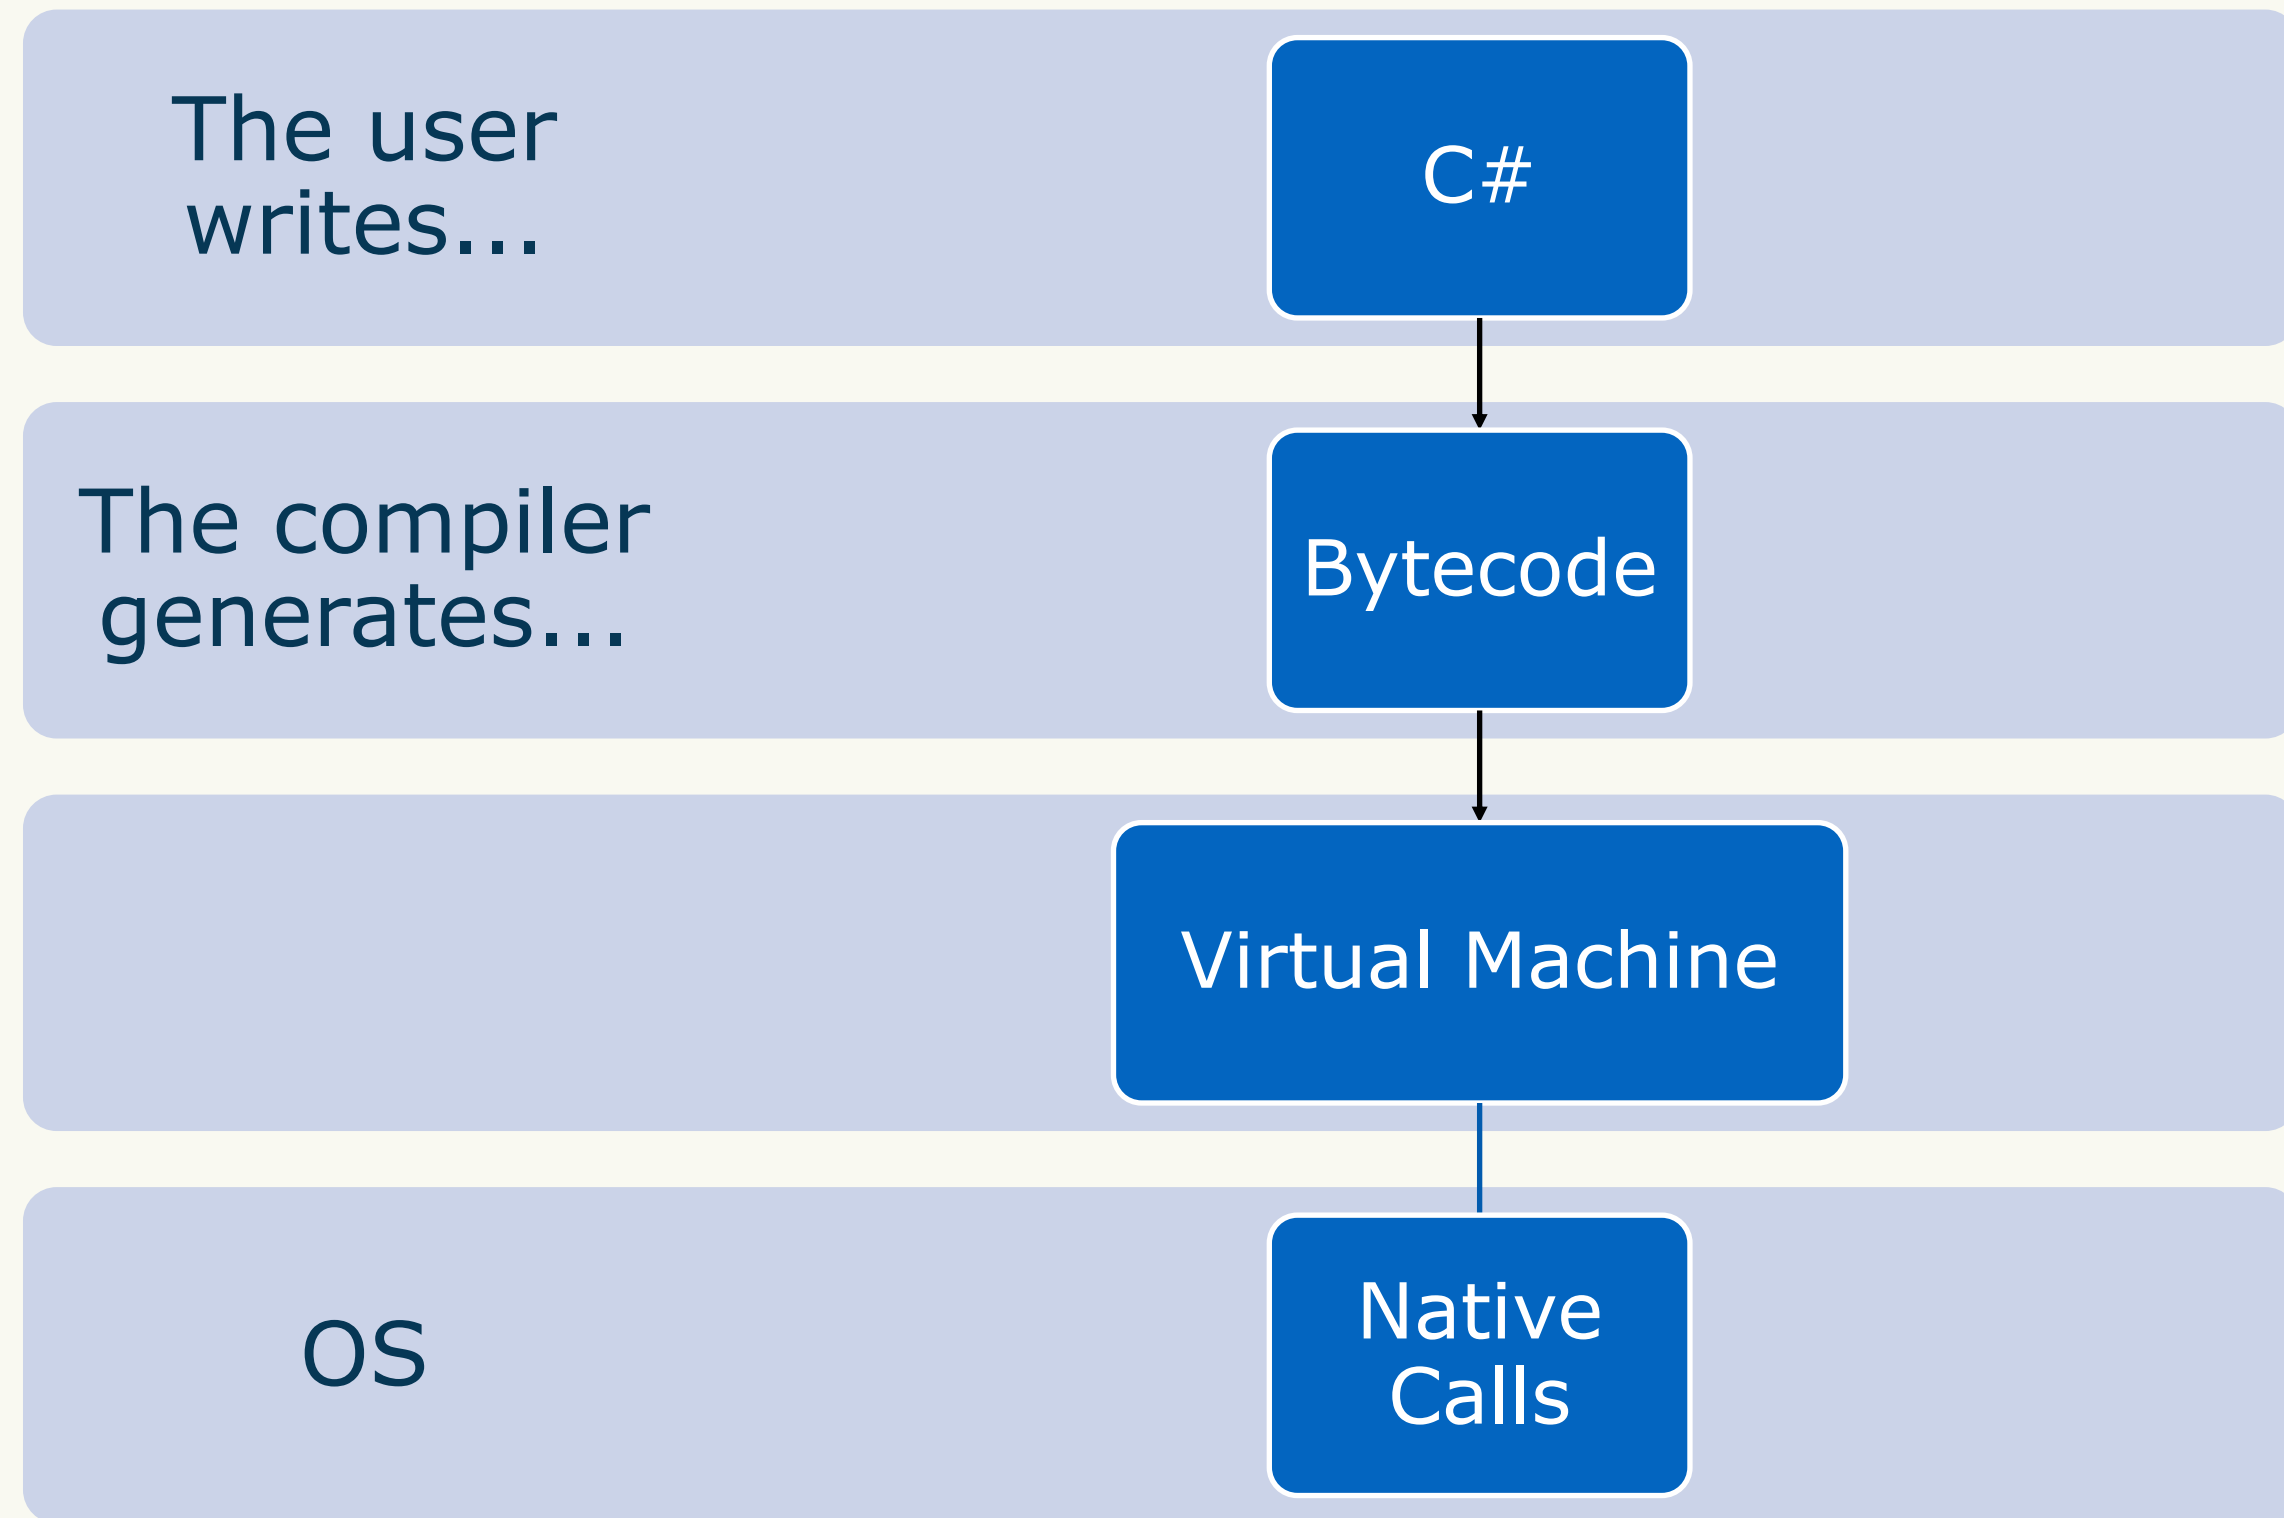 The user
writes...
C#
The compiler
generates...
Bytecode
Virtual Machine
OS
Native
Calls